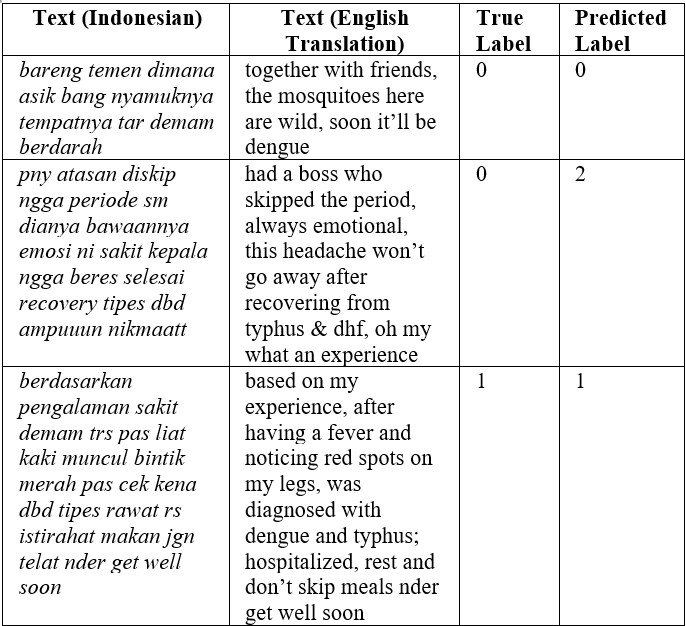 Text (Indonesian)
Text (English
Translation)
True
Label
Predicted
Label
bareng temen dimana
asik bang nyamuknya
tempatnya tar demam
berdarah
together with friends,
the mosquitoes here
are wild, soon it’ll be
dengue
0
0
pny atasan diskip
ngga periode sm
dianya bawaannya
emosi ni sakit kepala
ngga beres selesai
recovery tipes dbd
ampuuun nikmaatt
had a boss who
skipped the period,
always emotional,
this headache won’t
go away after
recovering from
typhus & dhf, oh my
what an experience
0
2
berdasarkan
pengalaman sakit
demam trs pas liat
kaki muncul bintik
merah pas cek kena
dbd tipes rawat rs
istirahat makan jgn
telat nder get well
soon
based on my
experience, after
having a fever and
noticing red spots on
my legs, was
diagnosed with
dengue and typhus;
hospitalized, rest and
don’t skip meals nder
get well soon
1
1